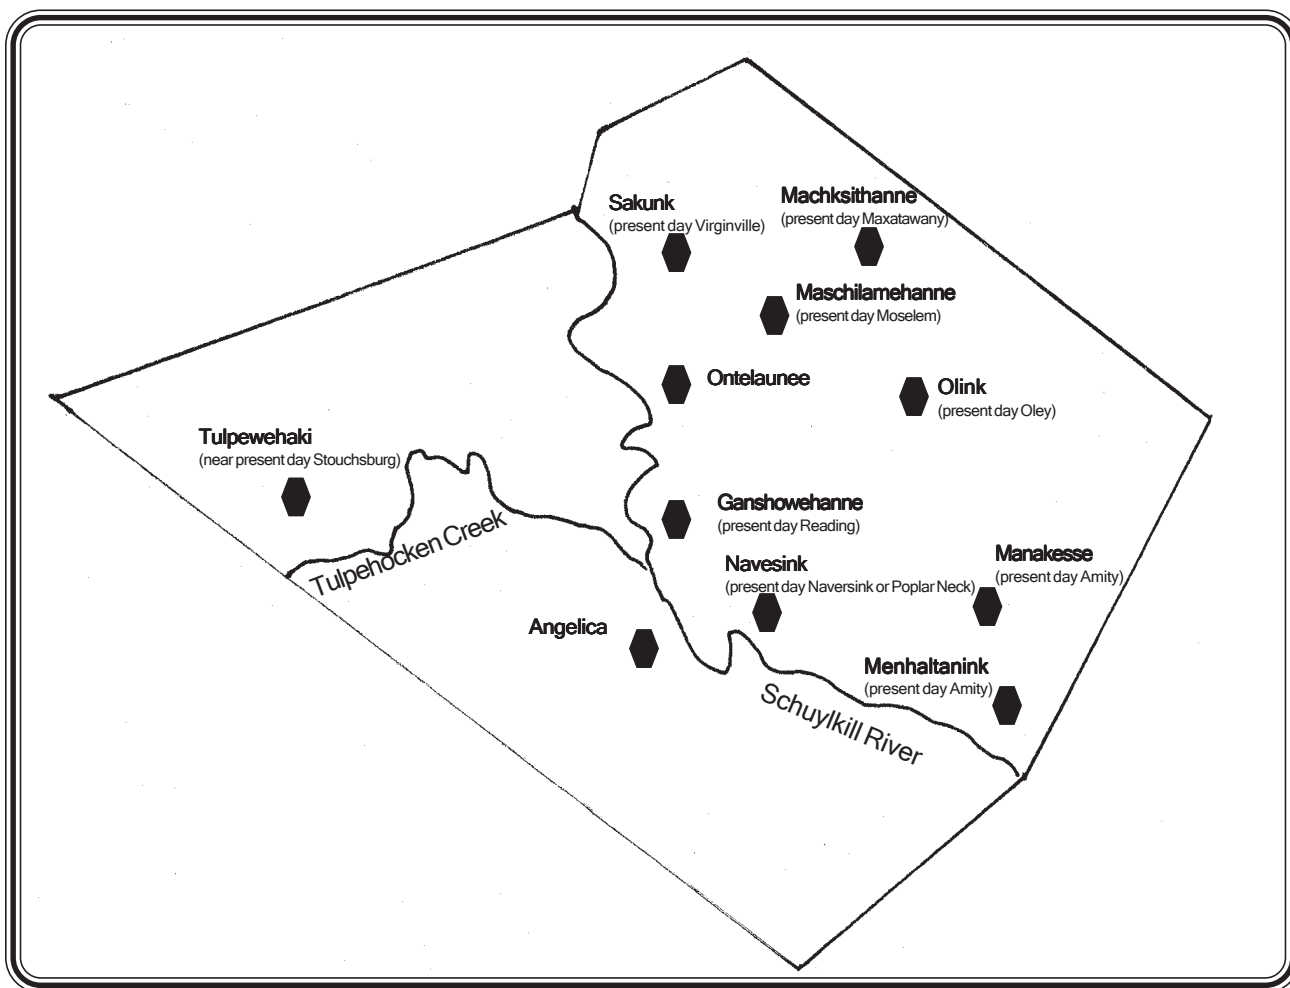 Sakunk
(present day Virginville)
Machksithanne
(present day Maxatawany)
Maschilamehanne
(present day Moselem)
Ontelaunee
Olink
(present day Oley)
Tulpewehaki
(near present day Stouchsburg)
Tulpehocken Creek
Ganshowehanne
(present day Reading)
Navesink
(present day Naversink or Poplar Neck)
Manakesse
(present day Amity)
Angelica
Menhaltanink
(present day Amity)
Schuylkill River